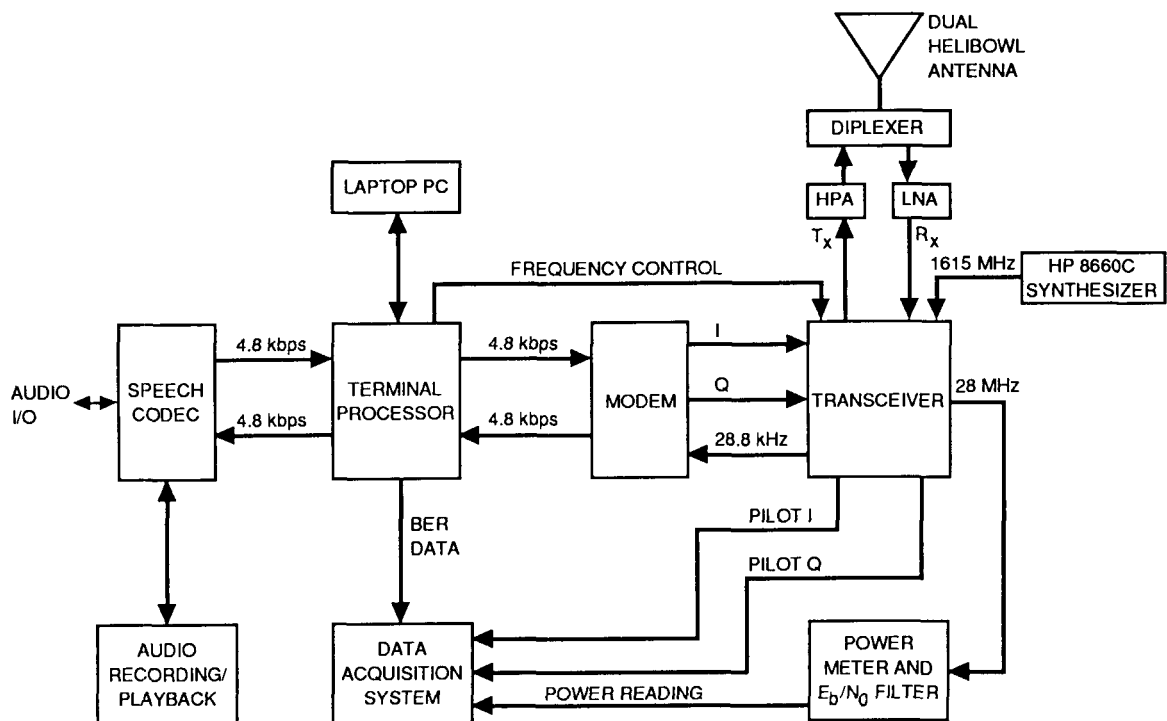 DUAL
HELIBOWL
ANTENNA
DIPLEXER
LAPTOP PC
HPA
LNA
Tx
Rx
1615 MHz
HP 8660C
SYNTHESIZER
FREQUENCY CONTROL
AUDIO
I/O
SPEECH
CODEC
4.8 kbps
4.8 kbps
TERMINAL
PROCESSOR
4.8 kbps
4.8 kbps
MODEM
I
Q
28.8 kHz
TRANSCEIVER
28 MHz
BER
DATA
PILOT I
PILOT Q
AUDIO
RECORDING/
PLAYBACK
DATA
ACQUISITION
SYSTEM
POWER READING
POWER
METER AND
Eb/N0 FILTER